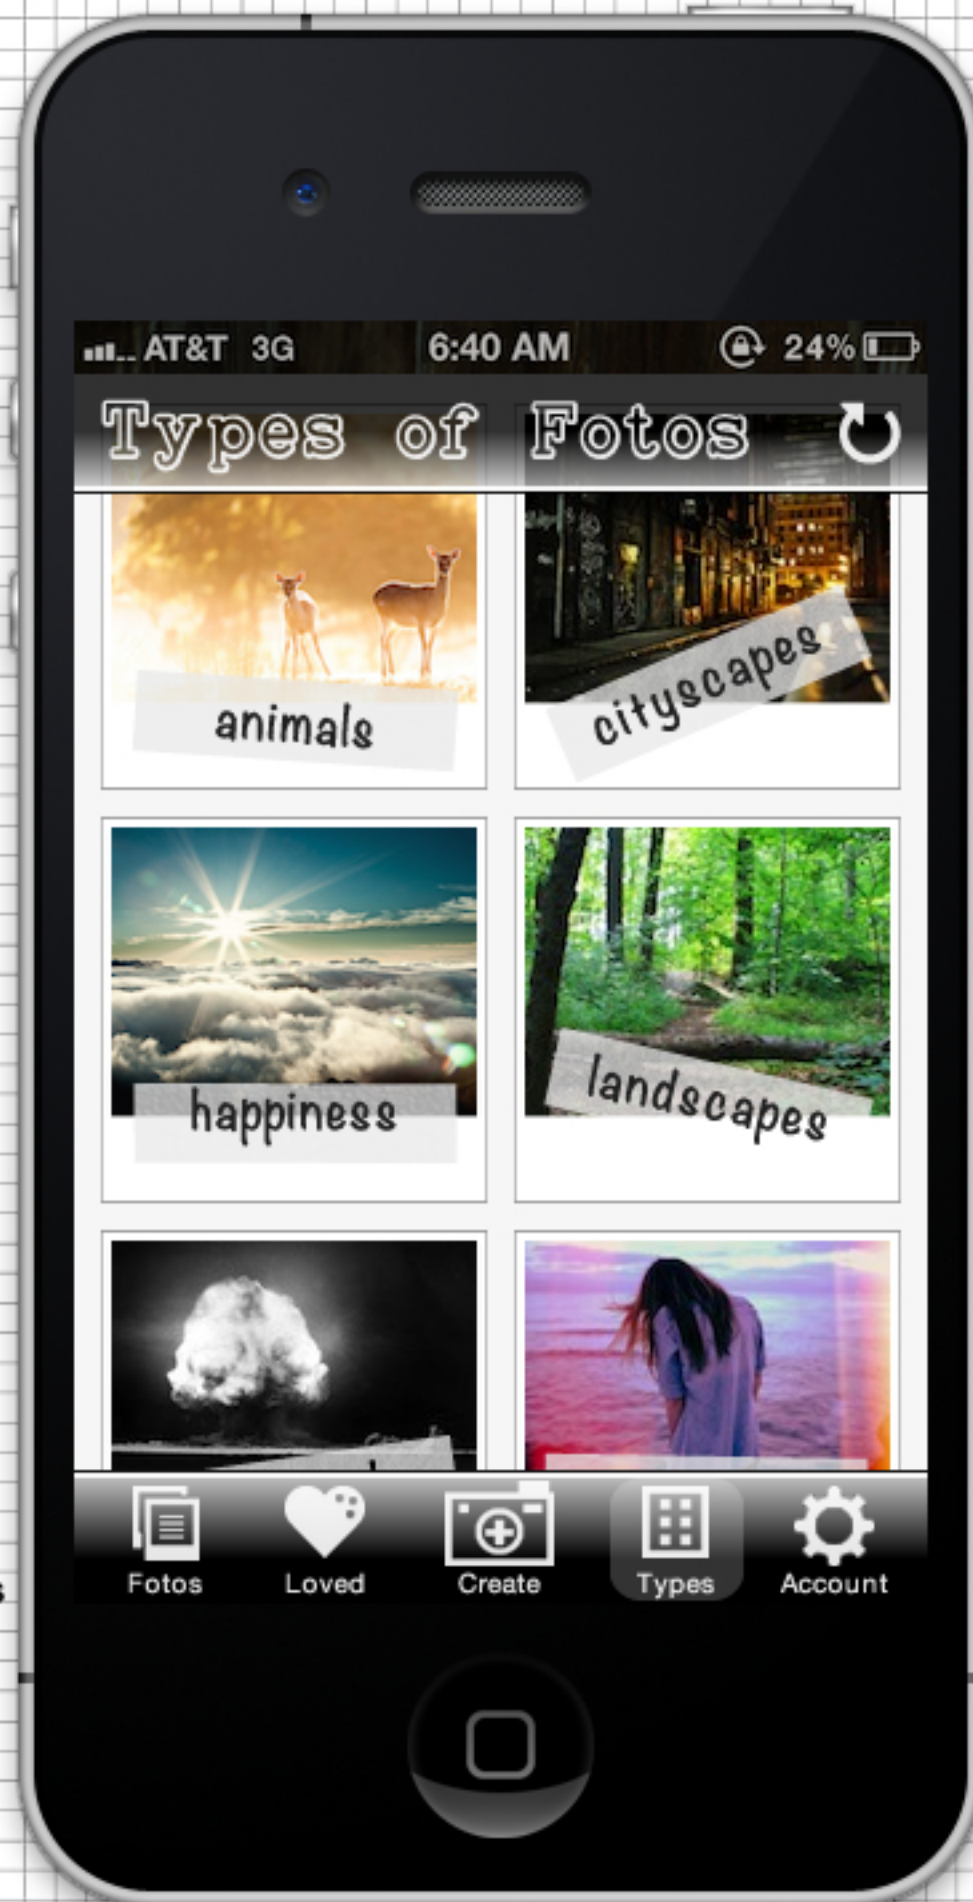 AT&T 3G 6:40 AM 24%
Types of Fotos
animals
cityscapes
happiness
landscapes
Fotos Loved Create Types Account